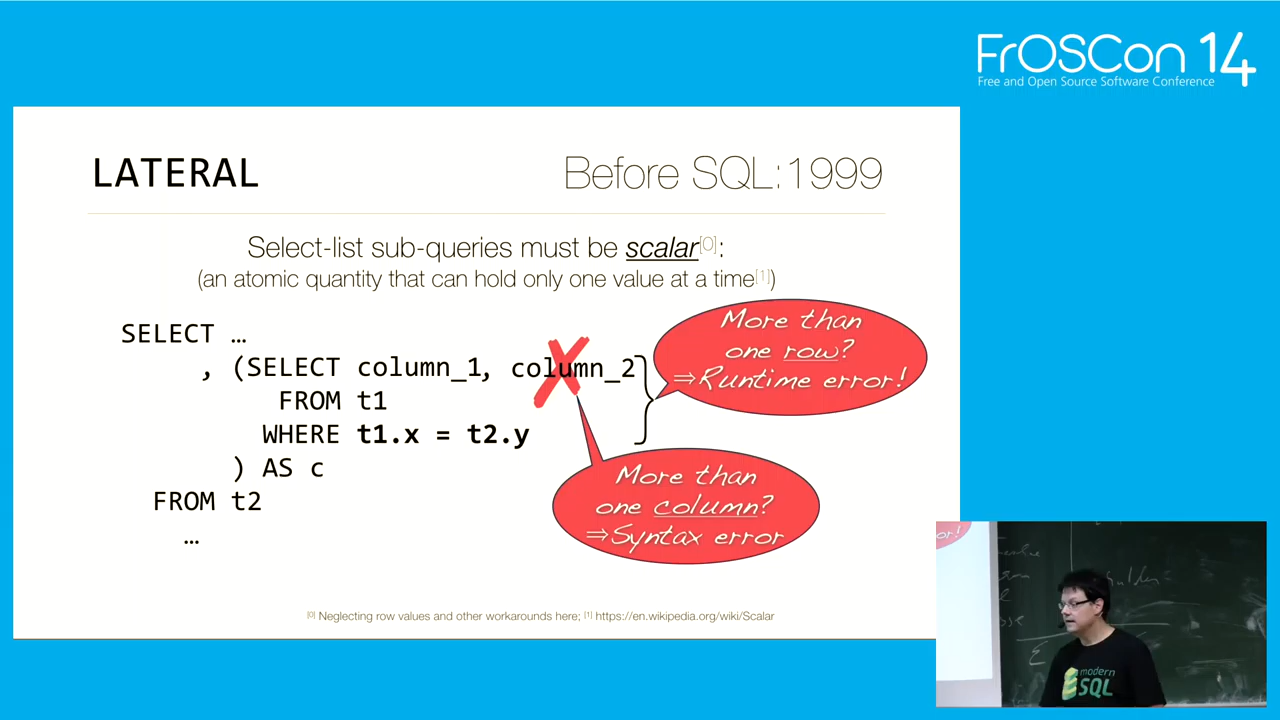 FrOSCon 14
Free and Open Source Software Conference
LATERAL
Before SQL:1999
Select-list sub-queries must be scalar[0]:
(an atomic quantity that can hold only one value at a time[1])
SELECT …
, (SELECT column_1, column_2
FROM t1
WHERE t1.x = t2.y
) AS c
FROM t2
…
More than
one row?
⇒Runtime error!
More than
one column?
⇒Syntax error
[0] Neglecting row values and other workarounds here; [1] https://en.wikipedia.org/wiki/Scalar
modern
SQL